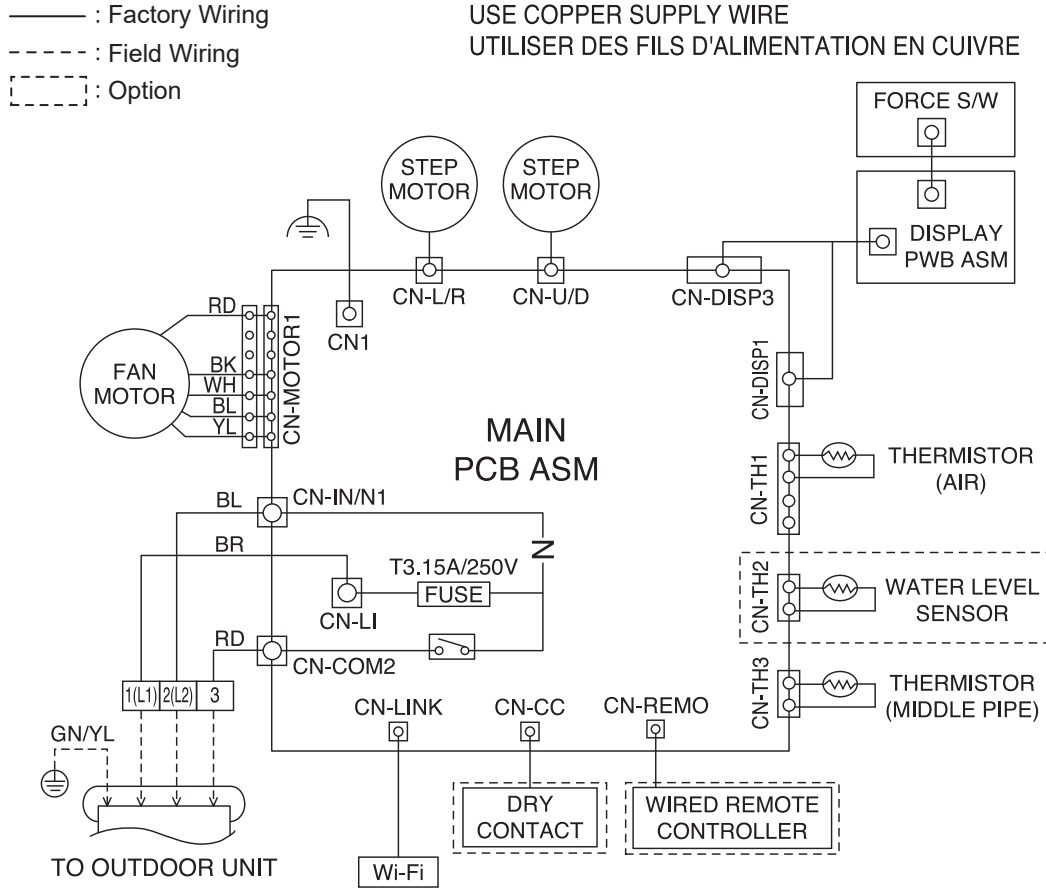 : Factory Wiring
: Field Wiring
: Option
USE COPPER SUPPLY WIRE
UTILISER DES FILS D'ALIMENTATION EN CUIVRE
FORCE S/W
DISPLAY
PWB ASM
STEP
MOTOR
STEP
MOTOR
CN-L/R
CN-U/D
CN-DISP3
CN1
RD
BK
WH
BL
YL
FAN
MOTOR
CN-MOTOR1
CN-DISP1
MAIN
PCB ASM
CN-TH1
THERMISTOR
(AIR)
BL
CN-IN/N1
BR
N
T3.15A/250V
FUSE
CN-LI
CN-TH2
WATER LEVEL
SENSOR
RD
CN-COM2
CN-TH3
THERMISTOR
(MIDDLE PIPE)
1(L1) 2(L2) 3
GN/YL
TO OUTDOOR UNIT
CN-LINK
CN-CC
CN-REMO
DRY
CONTACT
WIRED REMOTE
CONTROLLER
Wi-Fi